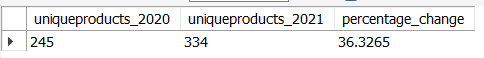 uniqueproducts_2020 uniqueproducts_2021 percentage_change
245 334 36.3265